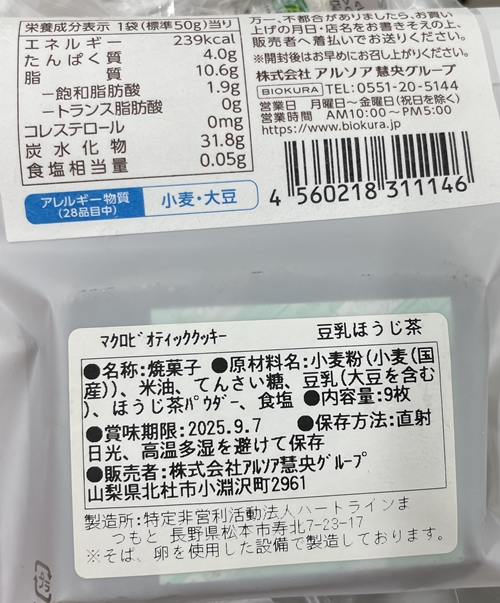 栄養成分表示 1袋(標準50g)当り
エネルギー 239kcal
たんぱく質 4.0g
脂質 10.6g
－飽和脂肪酸 1.9g
－トランス脂肪酸 0g
コレステロール 0mg
炭水化物 31.8g
食塩相当量 0.05g
アレルギー物質
(28品目中)
小麦・大豆
万一、不都合がありましたら、お買い
上げの月日・店名をお書きそえの上、
販売者へ着払いでお送りください。
※開封後はお早めにお召し上がりください。
株式会社 アルソア慧央グループ
BIOKURA TEL:0551-20-5144
営業日 月曜日～金曜日(祝日を除く)
営業時間 AM10:00～PM5:00
https://www.biokura.jp
4 560218 311146
マクロビオティッククッキー 豆乳ほうじ茶
●名称:焼菓子 ●原材料名:小麦粉(小麦(国
産))、米油、てんさい糖、豆乳(大豆を含む
)、ほうじ茶パウダー、食塩 ●内容量:9枚
●賞味期限:2025.9.7 ●保存方法:直射
日光、高温多湿を避けて保存
●販売者:株式会社アルソア慧央グループ
山梨県北杜市小淵沢町2961
製造所:特定非営利活動法人ハートラインま
つもと 長野県松本市寿北7-23-17
※そば、卵を使用した設備で製造しております。
プラ